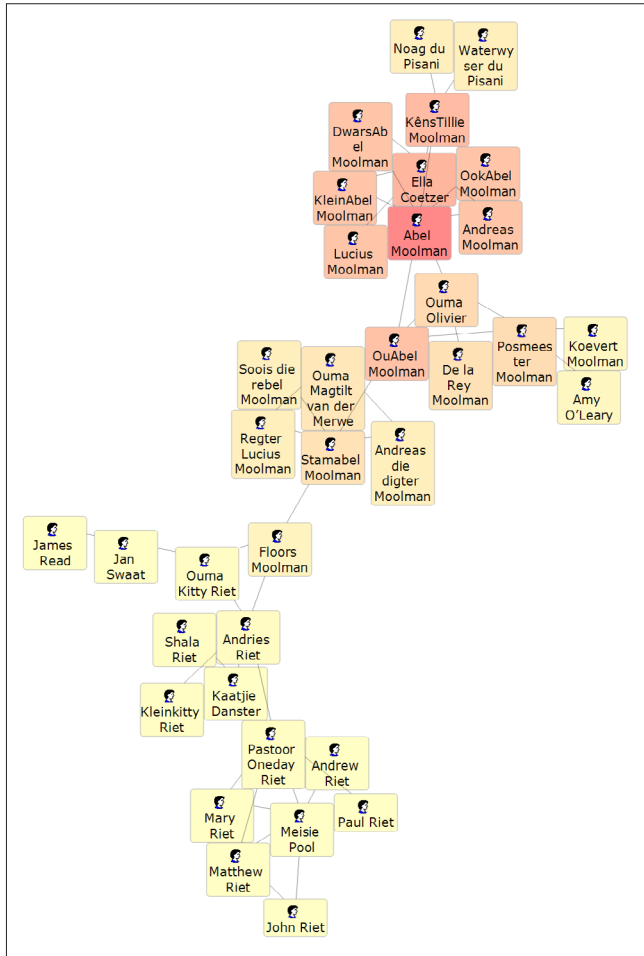 Noag du
Pisani
Waterwy
ser du
Pisani
KênsTillie
Moolman
DwarsAb
el
Moolman
Ella
Coetzer
OokAbel
Moolman
KleinAbel
Moolman
Lucius
Moolman
Abel
Moolman
Andreas
Moolman
Ouma
Olivier
OuAbel
Moolman
De la
Rey
Moolman
Posmees
ter
Moolman
Koevert
Moolman
Amy
O'Leary
Soois die
rebel
Moolman
Ouma
Magtilt
van der
Merwe
Regter
Lucius
Moolman
Stamabel
Moolman
Andreas
die
digter
Moolman
James
Read
Jan
Swaat
Ouma
Kitty Riet
Floors
Moolman
Shala
Riet
Andries
Riet
Kleinkitty
Riet
Kaatjie
Danster
Pastoor
Oneday
Riet
Andrew
Riet
Mary
Riet
Meisie
Pool
Paul Riet
Matthew
Riet
John Riet